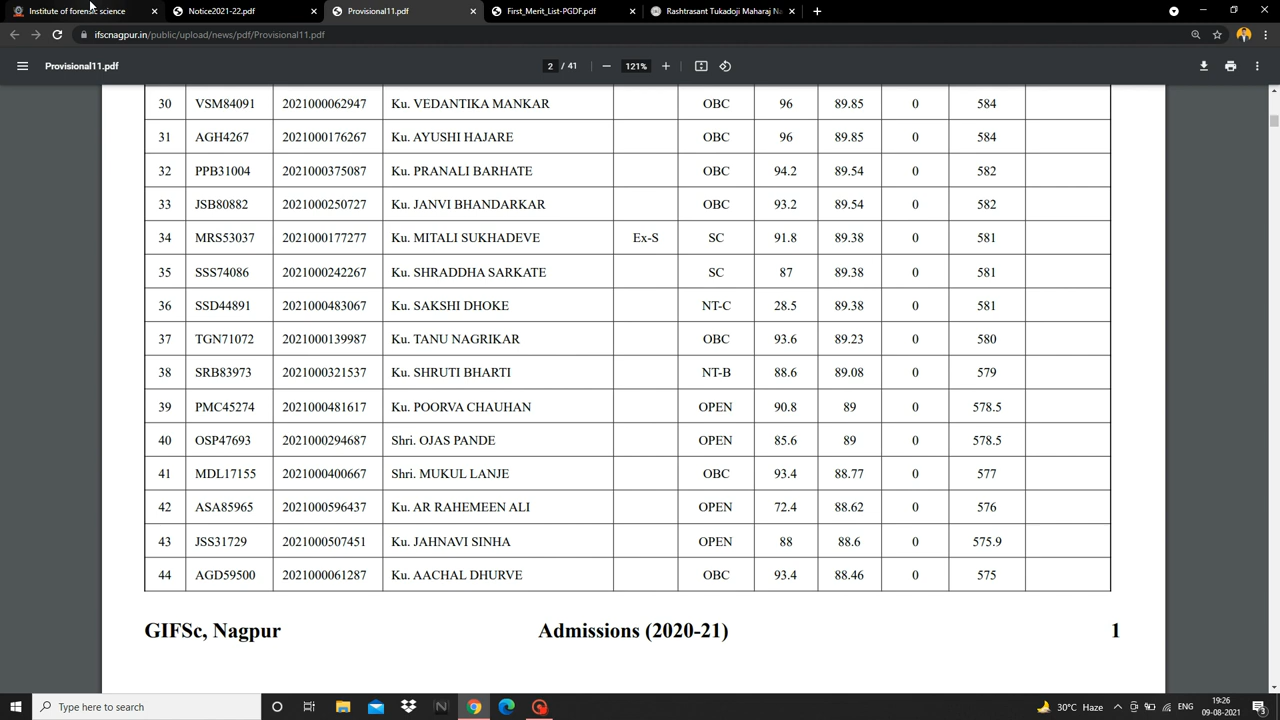 Institute of forensic science
Notice2021-22.pdf
Provisional11.pdf
First_Merit_List-PGDF.pdf
Rashtrasant Tukadoji Maharaj Na
ifscnagpur.in/public/upload/news/pdf/Provisional11.pdf
Provisional11.pdf 2 / 41 121%
30 VSM84091 2021000062947 Ku. VEDANTIKA MANKAR OBC 96 89.85 0 584
31 AGH4267 2021000176267 Ku. AYUSHI HAJARE OBC 96 89.85 0 584
32 PPB31004 2021000375087 Ku. PRANALI BARHATE OBC 94.2 89.54 0 582
33 JSB80882 2021000250727 Ku. JANVI BHANDARKAR OBC 93.2 89.54 0 582
34 MRS53037 2021000177277 Ku. MITALI SUKHADEVE Ex-S SC 91.8 89.38 0 581
35 SSS74086 2021000242267 Ku. SHRADDHA SARKATE SC 87 89.38 0 581
36 SSD44891 2021000483067 Ku. SAKSHI DHOKE NT-C 28.5 89.38 0 581
37 TGN71072 2021000139987 Ku. TANU NAGRIKAR OBC 93.6 89.23 0 580
38 SRB83973 2021000321537 Ku. SHRUTI BHARTI NT-B 88.6 89.08 0 579
39 PMC45274 2021000481617 Ku. POORVA CHAUHAN OPEN 90.8 89 0 578.5
40 OSP47693 2021000294687 Shri. OJAS PANDE OPEN 85.6 89 0 578.5
41 MDL17155 2021000400667 Shri. MUKUL LANJE OBC 93.4 88.77 0 577
42 ASA85965 2021000596437 Ku. AR RAHEMEEN ALI OPEN 72.4 88.62 0 576
43 JSS31729 2021000507451 Ku. JAHNAVI SINHA OPEN 88 88.6 0 575.9
44 AGD59500 2021000061287 Ku. AACHAL DHURVE OBC 93.4 88.46 0 575
GIFSc, Nagpur Admissions (2020-21) 1
Type here to search
30°C Haze
ENG
19:26
09-08-2021